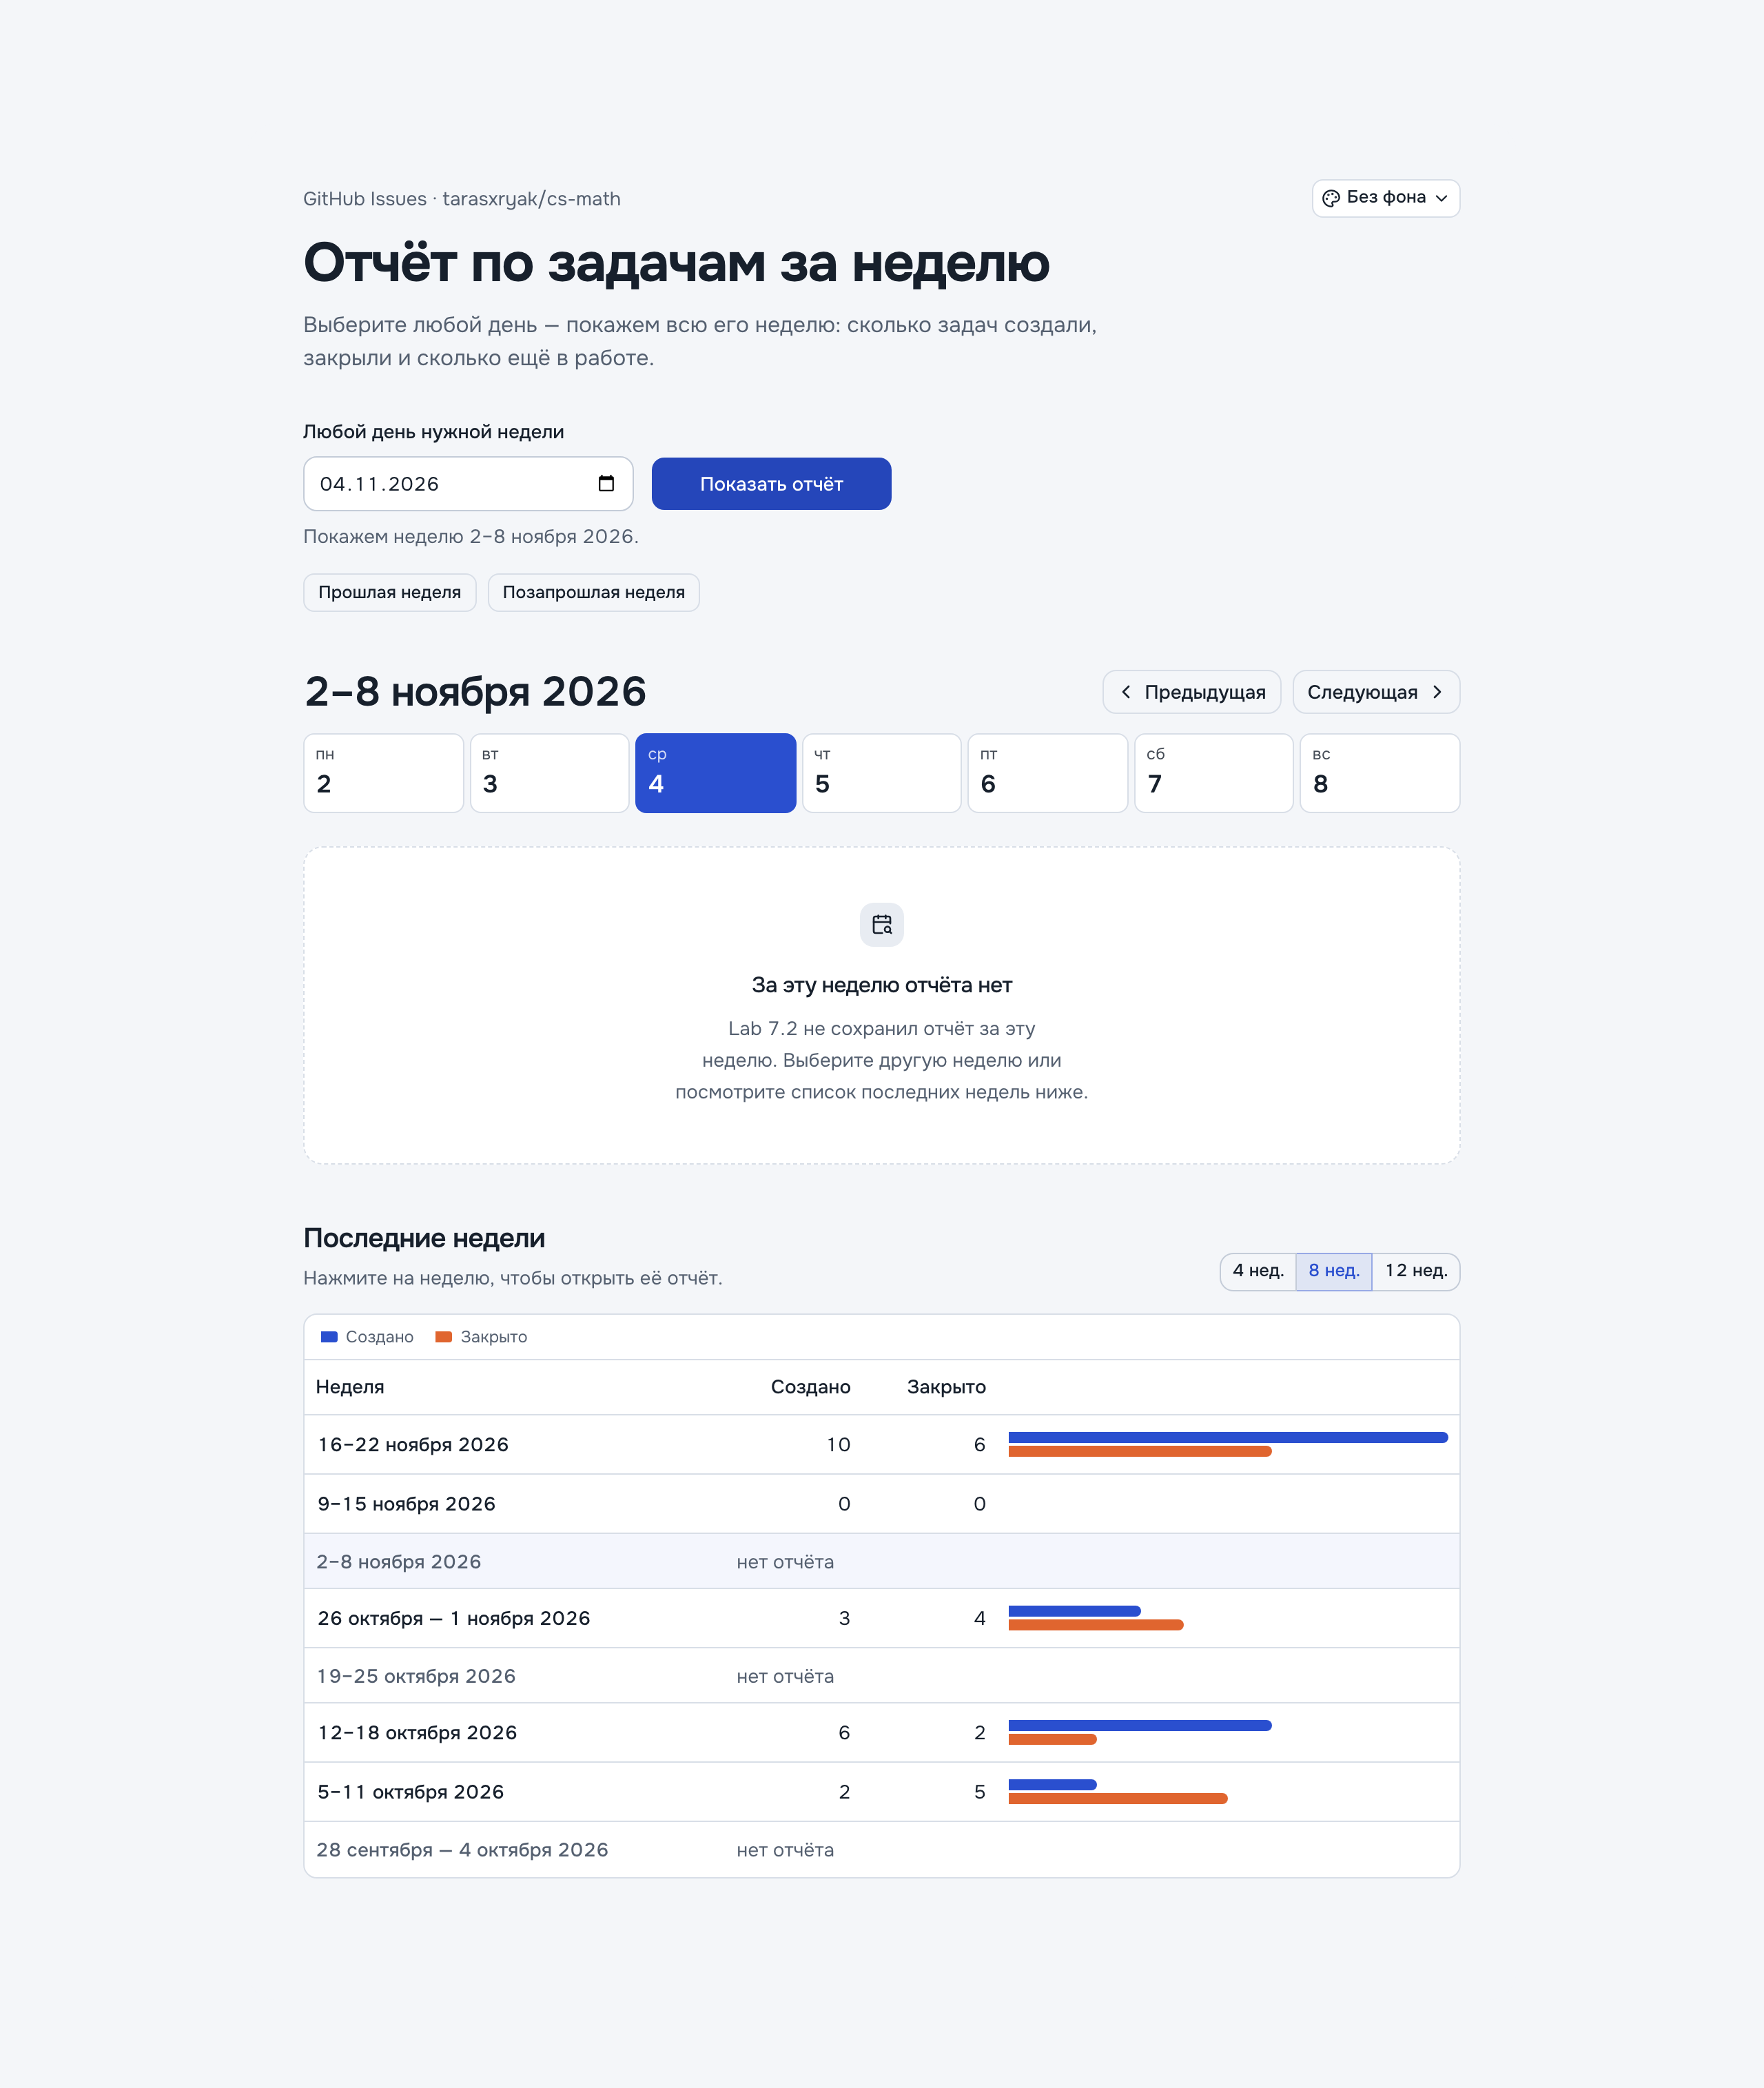 GitHub Issues · tarasxryak/cs-math
Без фона
Отчёт по задачам за неделю
Выберите любой день — покажем всю его неделю: сколько задач создали,
закрыли и сколько ещё в работе.
Любой день нужной недели
04.11.2026
Показать отчёт
Покажем неделю 2–8 ноября 2026.
Прошлая неделя
Позапрошлая неделя
2–8 ноября 2026
Предыдущая
Следующая
пн
2
вт
3
ср
4
чт
5
пт
6
сб
7
вс
8
За эту неделю отчёта нет
Lab 7.2 не сохранил отчёт за эту
неделю. Выберите другую неделю или
посмотрите список последних недель ниже.
Последние недели
Нажмите на неделю, чтобы открыть её отчёт.
4 нед. 8 нед. 12 нед.
Создано Закрыто
Неделя Создано Закрыто
16–22 ноября 2026 10 6
9–15 ноября 2026 0 0
2–8 ноября 2026 нет отчёта
26 октября — 1 ноября 2026 3 4
19–25 октября 2026 нет отчёта
12–18 октября 2026 6 2
5–11 октября 2026 2 5
28 сентября — 4 октября 2026 нет отчёта